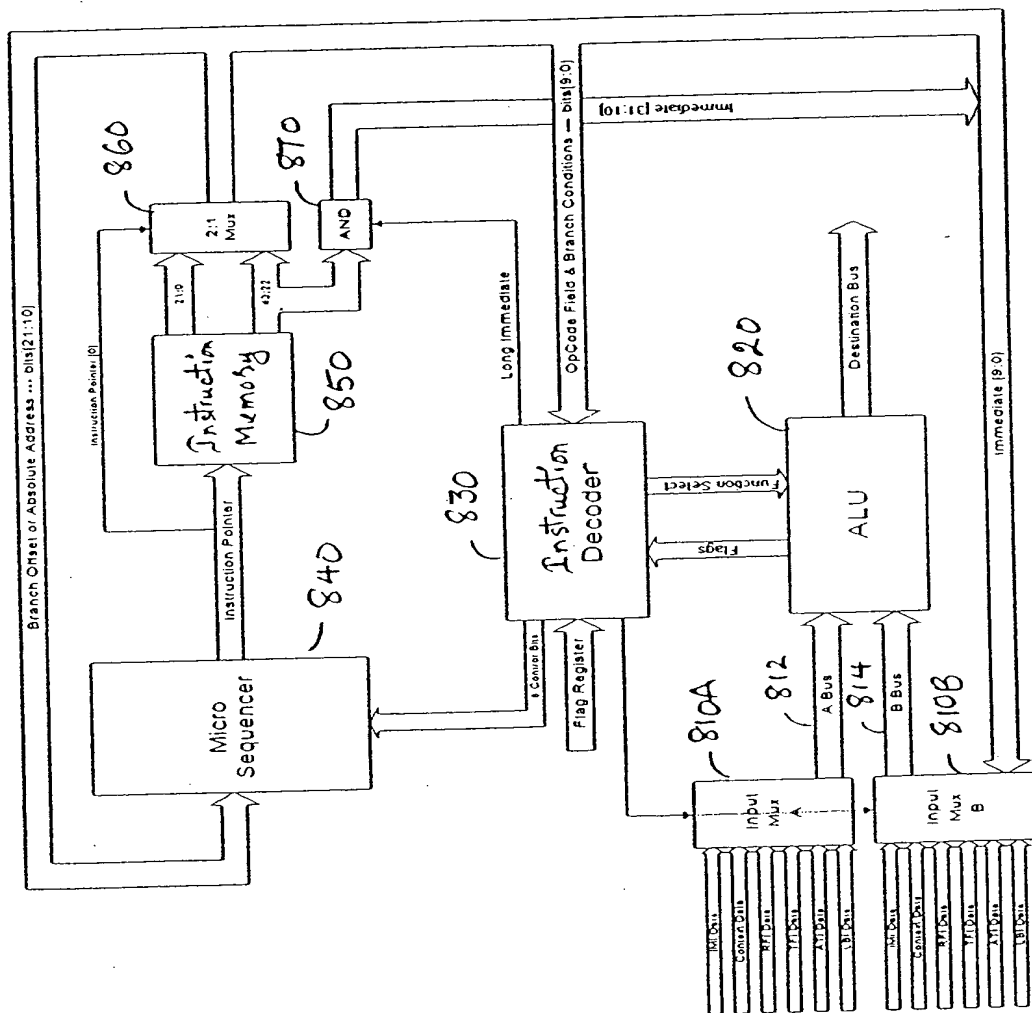 Branch Offset or Absolute Address ... bits[21:10]
Instruction Pointer [0]
860
2:1
Mux
870
AND
21:0
43:22
Instruction
Memory
850
Instruction Pointer
840
Micro
Sequencer
Long Immediate
OpCode Field & Branch Conditions — bits[9:0]
Immediate [31:10]
830
Instruction
Decoder
Control Bits
Flag Register
Function Select
Flags
820
ALU
Destination Bus
Immediate [9:0]
810A
812
A Bus
814
B Bus
810B
Input
Mux
A
Input
Mux
B
IMI Data
Context Data
RFI Data
TFI Data
ATI Data
LBI Data
IMI Data
Context Data
RFI Data
TFI Data
ATI Data
LBI Data